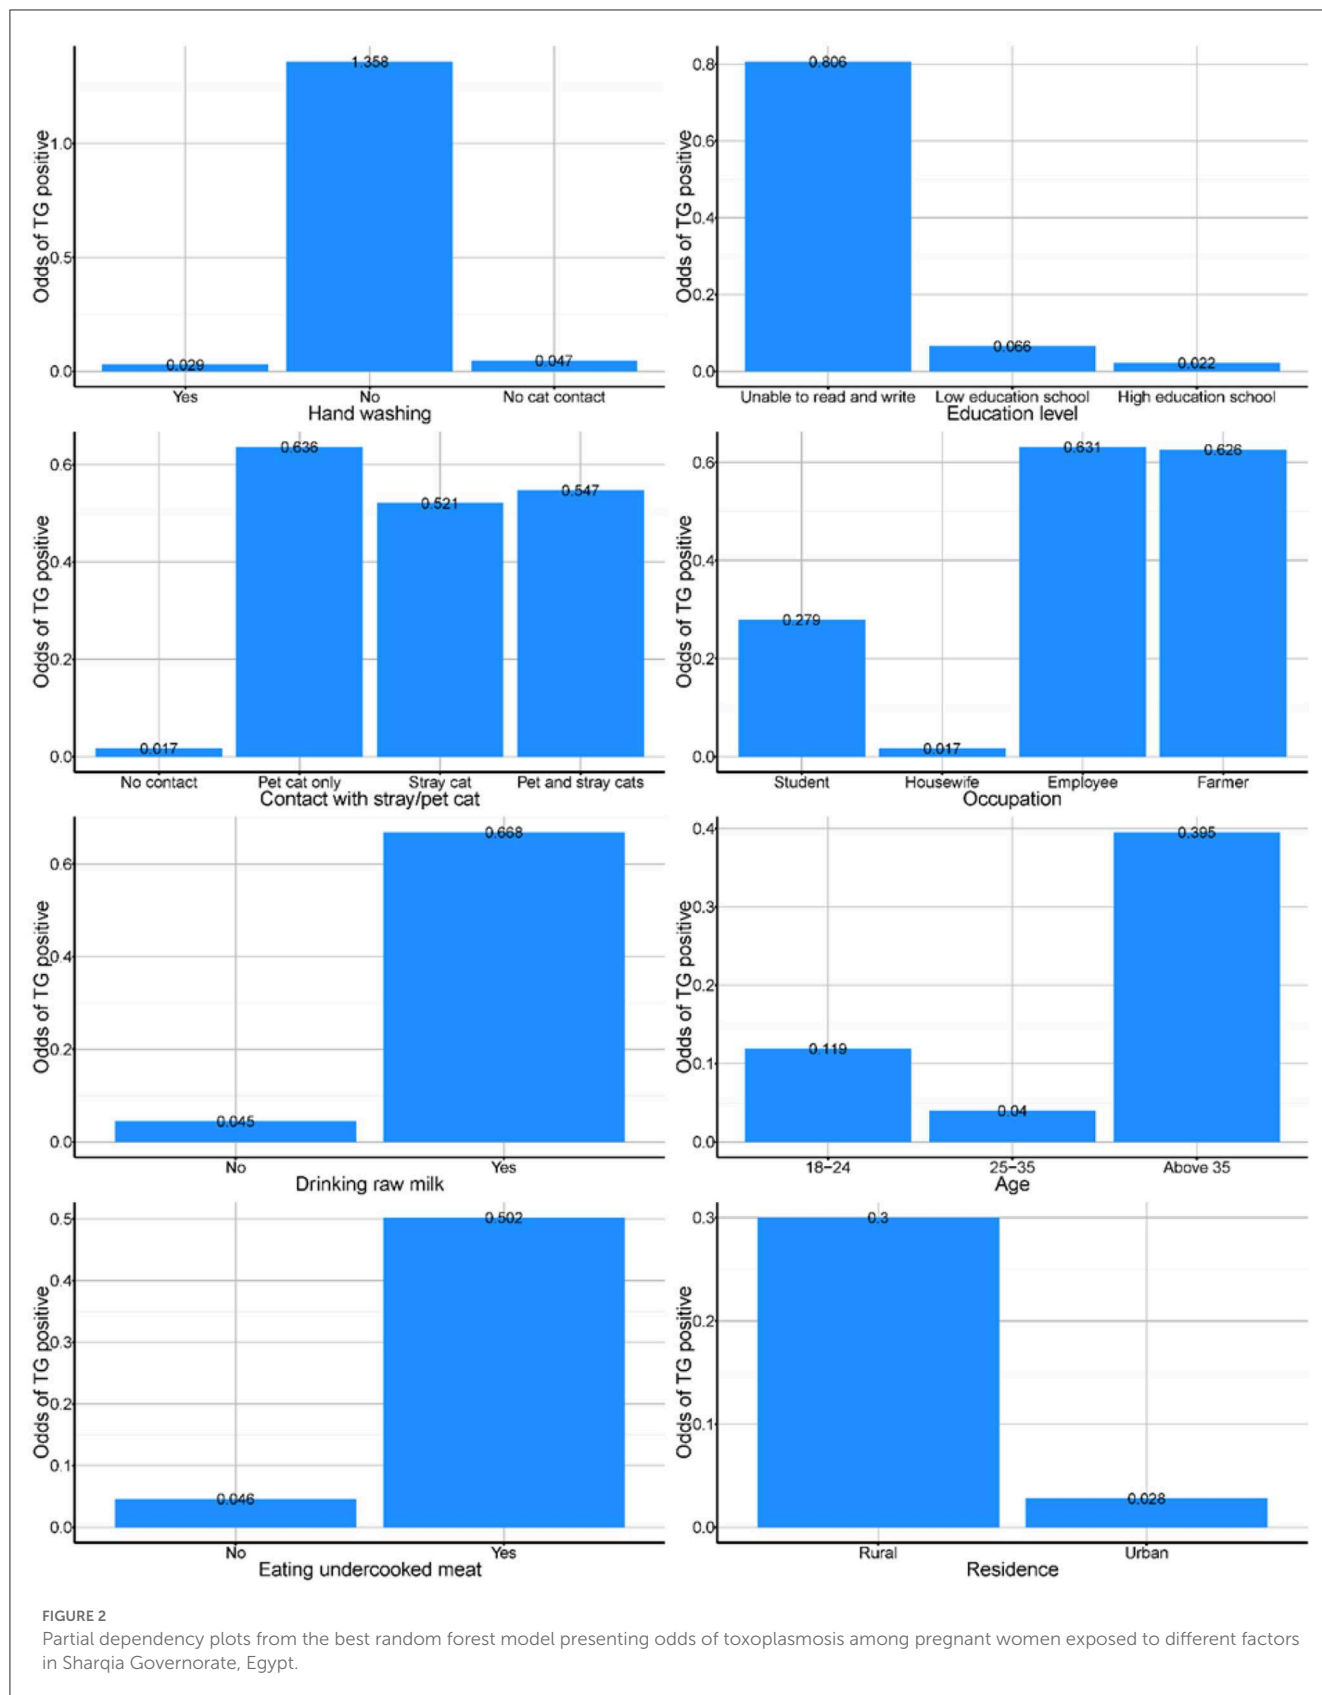 Odds of TG positive
1.0
0.5
0.0
0.029
1.358
0.047
Yes No No cat contact
Hand washing
Odds of TG positive
0.8
0.6
0.4
0.2
0.0
0.806
0.066
0.022
Unable to read and write Low education school High education school
Education level
Odds of TG positive
0.6
0.4
0.2
0.0
0.017
0.636
0.521
0.547
No contact Pet cat only Stray cat Pet and stray cats
Contact with stray/pet cat
Odds of TG positive
0.6
0.4
0.2
0.0
0.279
0.017
0.631
0.626
Student Housewife Employee Farmer
Occupation
Odds of TG positive
0.6
0.4
0.2
0.0
0.045
0.668
No Yes
Drinking raw milk
Odds of TG positive
0.4
0.3
0.2
0.1
0.0
0.119
0.04
0.395
18−24 25−35 Above 35
Age
Odds of TG positive
0.5
0.4
0.3
0.2
0.1
0.0
0.046
0.502
No Yes
Eating undercooked meat
Odds of TG positive
0.3
0.2
0.1
0.0
0.3
0.028
Rural Urban
Residence
FIGURE 2
Partial dependency plots from the best random forest model presenting odds of toxoplasmosis among pregnant women exposed to different factors
in Sharqia Governorate, Egypt.